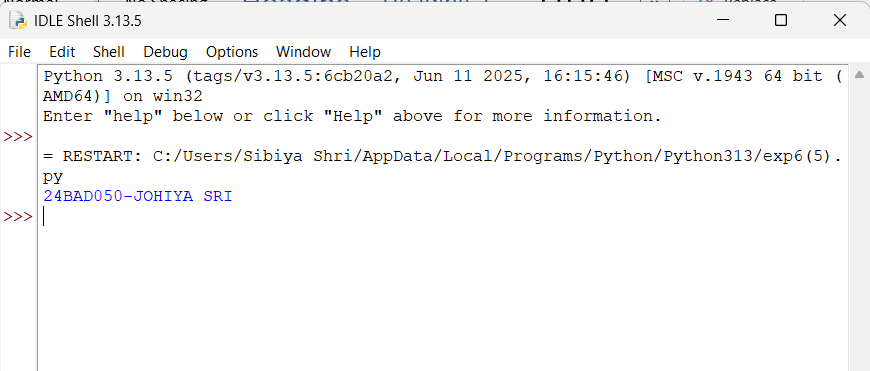 IDLE Shell 3.13.5
File Edit Shell Debug Options Window Help
Python 3.13.5 (tags/v3.13.5:6cb20a2, Jun 11 2025, 16:15:46) [MSC v.1943 64 bit (
AMD64)] on win32
Enter "help" below or click "Help" above for more information.
>>>
= RESTART: C:/Users/Sibiya Shri/AppData/Local/Programs/Python/Python313/exp6(5).
py
24BAD050-JOHIYA SRI
>>>